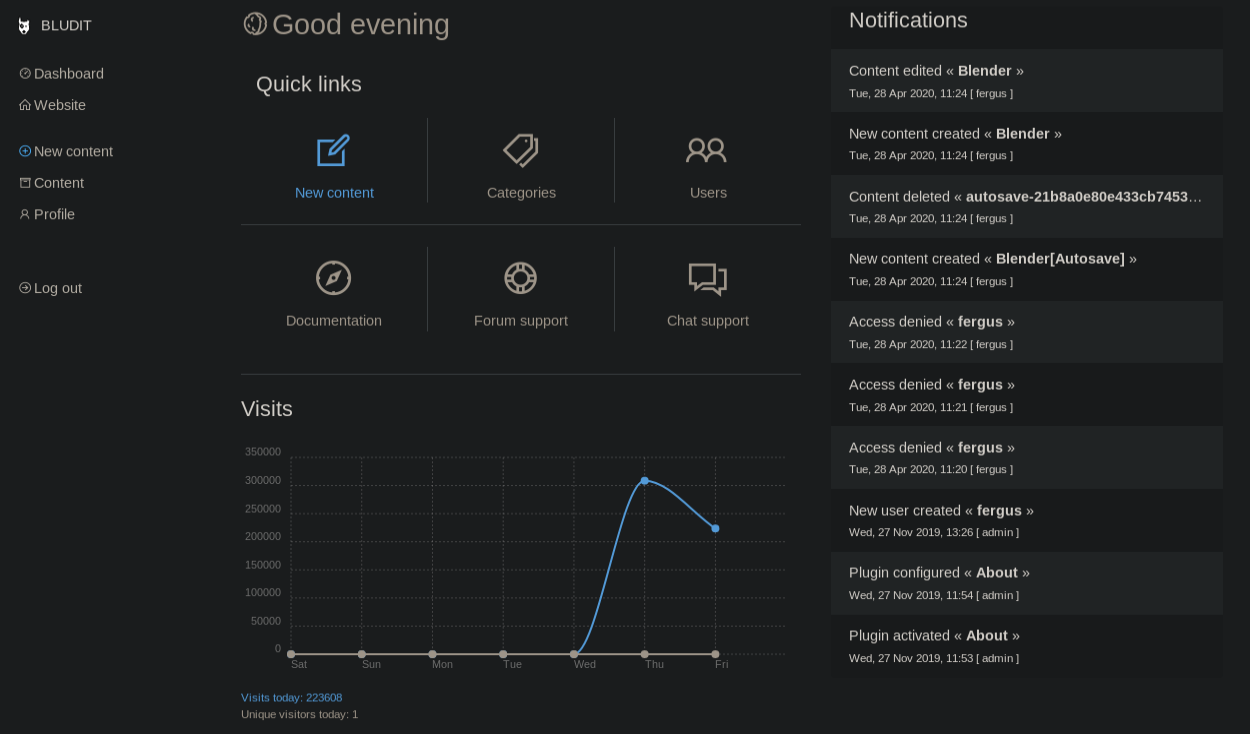 BLUDIT
Dashboard
Website
New content
Content
Profile
Log out
Good evening
Quick links
New content
Categories
Users
Documentation
Forum support
Chat support
Visits
350000
300000
250000
200000
150000
100000
50000
0
Sat Sun Mon Tue Wed Thu Fri
Visits today: 223608
Unique visitors today: 1
Notifications
Content edited « Blender »
Tue, 28 Apr 2020, 11:24 [ fergus ]
New content created « Blender »
Tue, 28 Apr 2020, 11:24 [ fergus ]
Content deleted « autosave-21b8a0e80e433cb7453…
Tue, 28 Apr 2020, 11:24 [ fergus ]
New content created « Blender[Autosave] »
Tue, 28 Apr 2020, 11:24 [ fergus ]
Access denied « fergus »
Tue, 28 Apr 2020, 11:22 [ fergus ]
Access denied « fergus »
Tue, 28 Apr 2020, 11:21 [ fergus ]
Access denied « fergus »
Tue, 28 Apr 2020, 11:20 [ fergus ]
New user created « fergus »
Wed, 27 Nov 2019, 13:26 [ admin ]
Plugin configured « About »
Wed, 27 Nov 2019, 11:54 [ admin ]
Plugin activated « About »
Wed, 27 Nov 2019, 11:53 [ admin ]